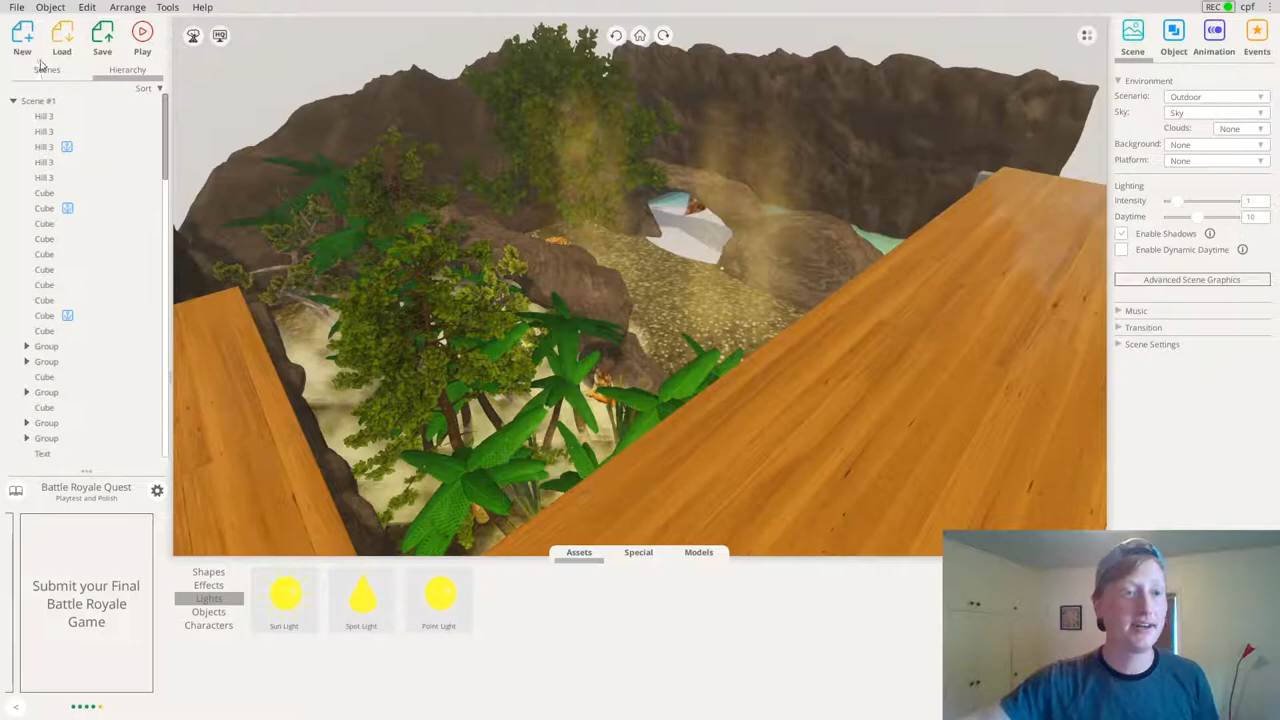 File Object Edit Arrange Tools Help REC cpf
New Load Save Play HQ Scene Object Animation Events
Scenes Hierarchy
Sort
Scene #1
Hill 3
Hill 3
Hill 3
Hill 3
Hill 3
Cube
Cube
Cube
Cube
Cube
Cube
Cube
Cube
Cube
Cube
Group
Group
Cube
Group
Cube
Group
Group
Text
Environment
Scenario: Outdoor
Sky: Sky
Clouds: None
Background: None
Platform: None
Lighting
Intensity 1
Daytime 10
Enable Shadows
Enable Dynamic Daytime
Advanced Scene Graphics
Music
Transition
Scene Settings
Battle Royale Quest
Playtest and Polish
Submit your Final
Battle Royale
Game
<
Assets Special Models
Shapes
Effects
Lights
Objects
Characters
Sun Light Spot Light Point Light